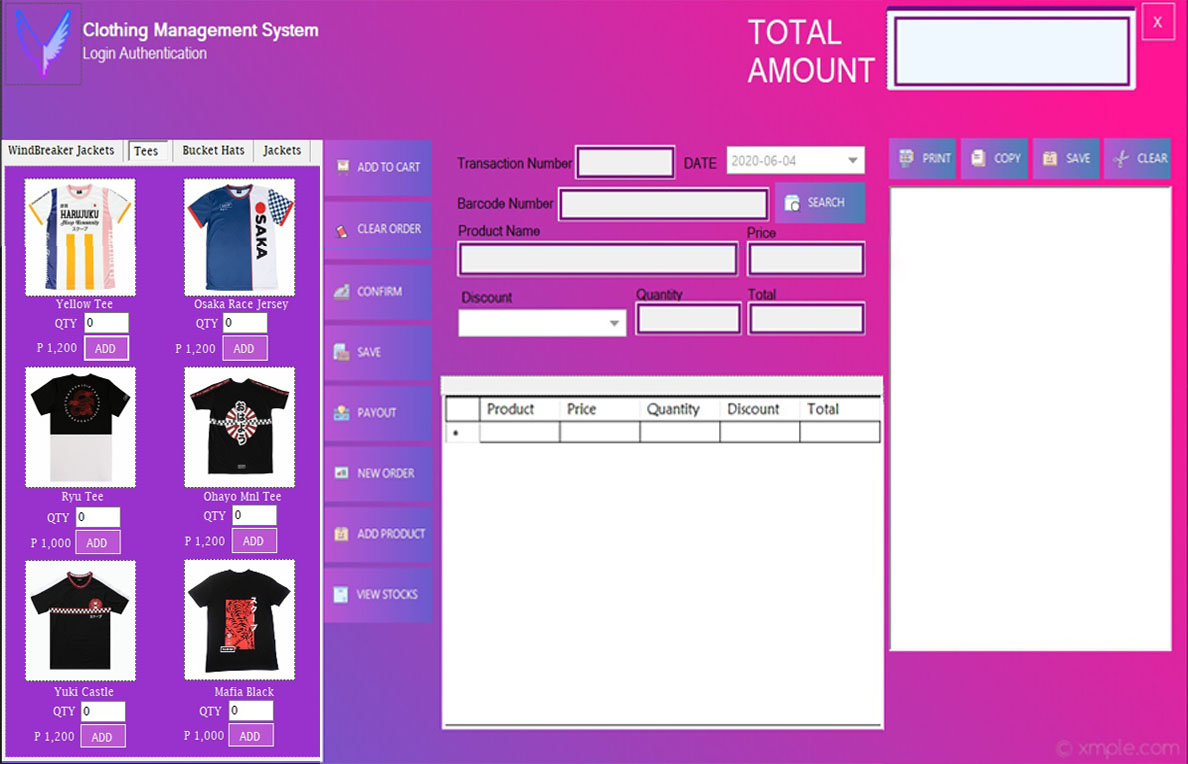 Clothing Management System
Login Authentication
TOTAL
AMOUNT
X
WindBreaker Jackets
Tees
Bucket Hats
Jackets
HARUJUKU
Yellow Tee
QTY 0
P 1,200 ADD
OSAKA
Osaka Race Jersey
QTY 0
P 1,200 ADD
Ryu Tee
QTY 0
P 1,000 ADD
Ohayo Mnl Tee
QTY 0
P 1,200 ADD
Yuki Castle
QTY 0
P 1,200 ADD
Mafia Black
QTY 0
P 1,000 ADD
ADD TO CART
CLEAR ORDER
CONFIRM
SAVE
PAYOUT
NEW ORDER
ADD PRODUCT
VIEW STOCKS
Transaction Number
DATE 2020-06-04
Barcode Number
SEARCH
Product Name
Price
Discount
Quantity
Total
Product Price Quantity Discount Total
PRINT
COPY
SAVE
CLEAR
© xmple.com